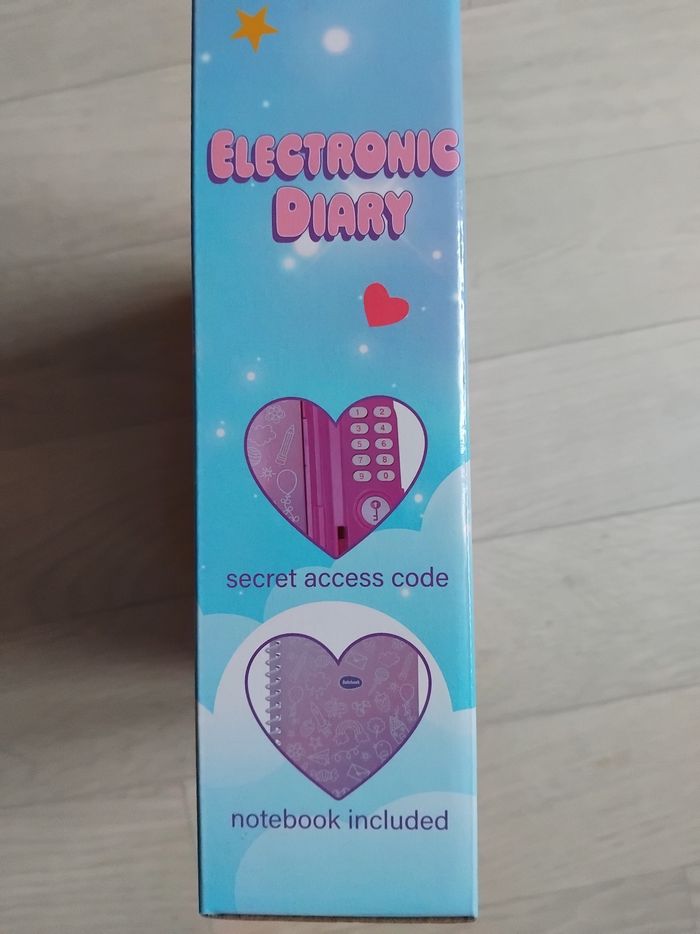 ELECTRONIC
DIARY
1 2
3 4
5 6
7 8
9 0
secret access code
notebook included